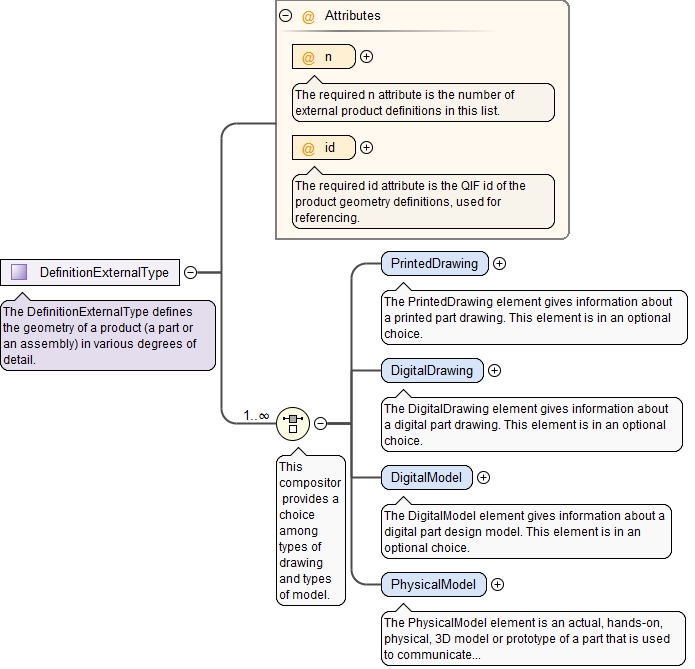 @ Attributes
@ n
The required n attribute is the number of
external product definitions in this list.
@ id
The required id attribute is the QIF id of the
product geometry definitions, used for
referencing.
DefinitionExternalType
The DefinitionExternalType defines
the geometry of a product (a part or
an assembly) in various degrees of
detail.
1..∞
This
compositor
provides a
choice
among
types of
drawing
and types
of model.
PrintedDrawing
The PrintedDrawing element gives information about
a printed part drawing. This element is in an optional
choice.
DigitalDrawing
The DigitalDrawing element gives information about
a digital part drawing. This element is in an optional
choice.
DigitalModel
The DigitalModel element gives information about a
digital part design model. This element is in an
optional choice.
PhysicalModel
The PhysicalModel element is an actual, hands-on,
physical, 3D model or prototype of a part that is used
to communicate...